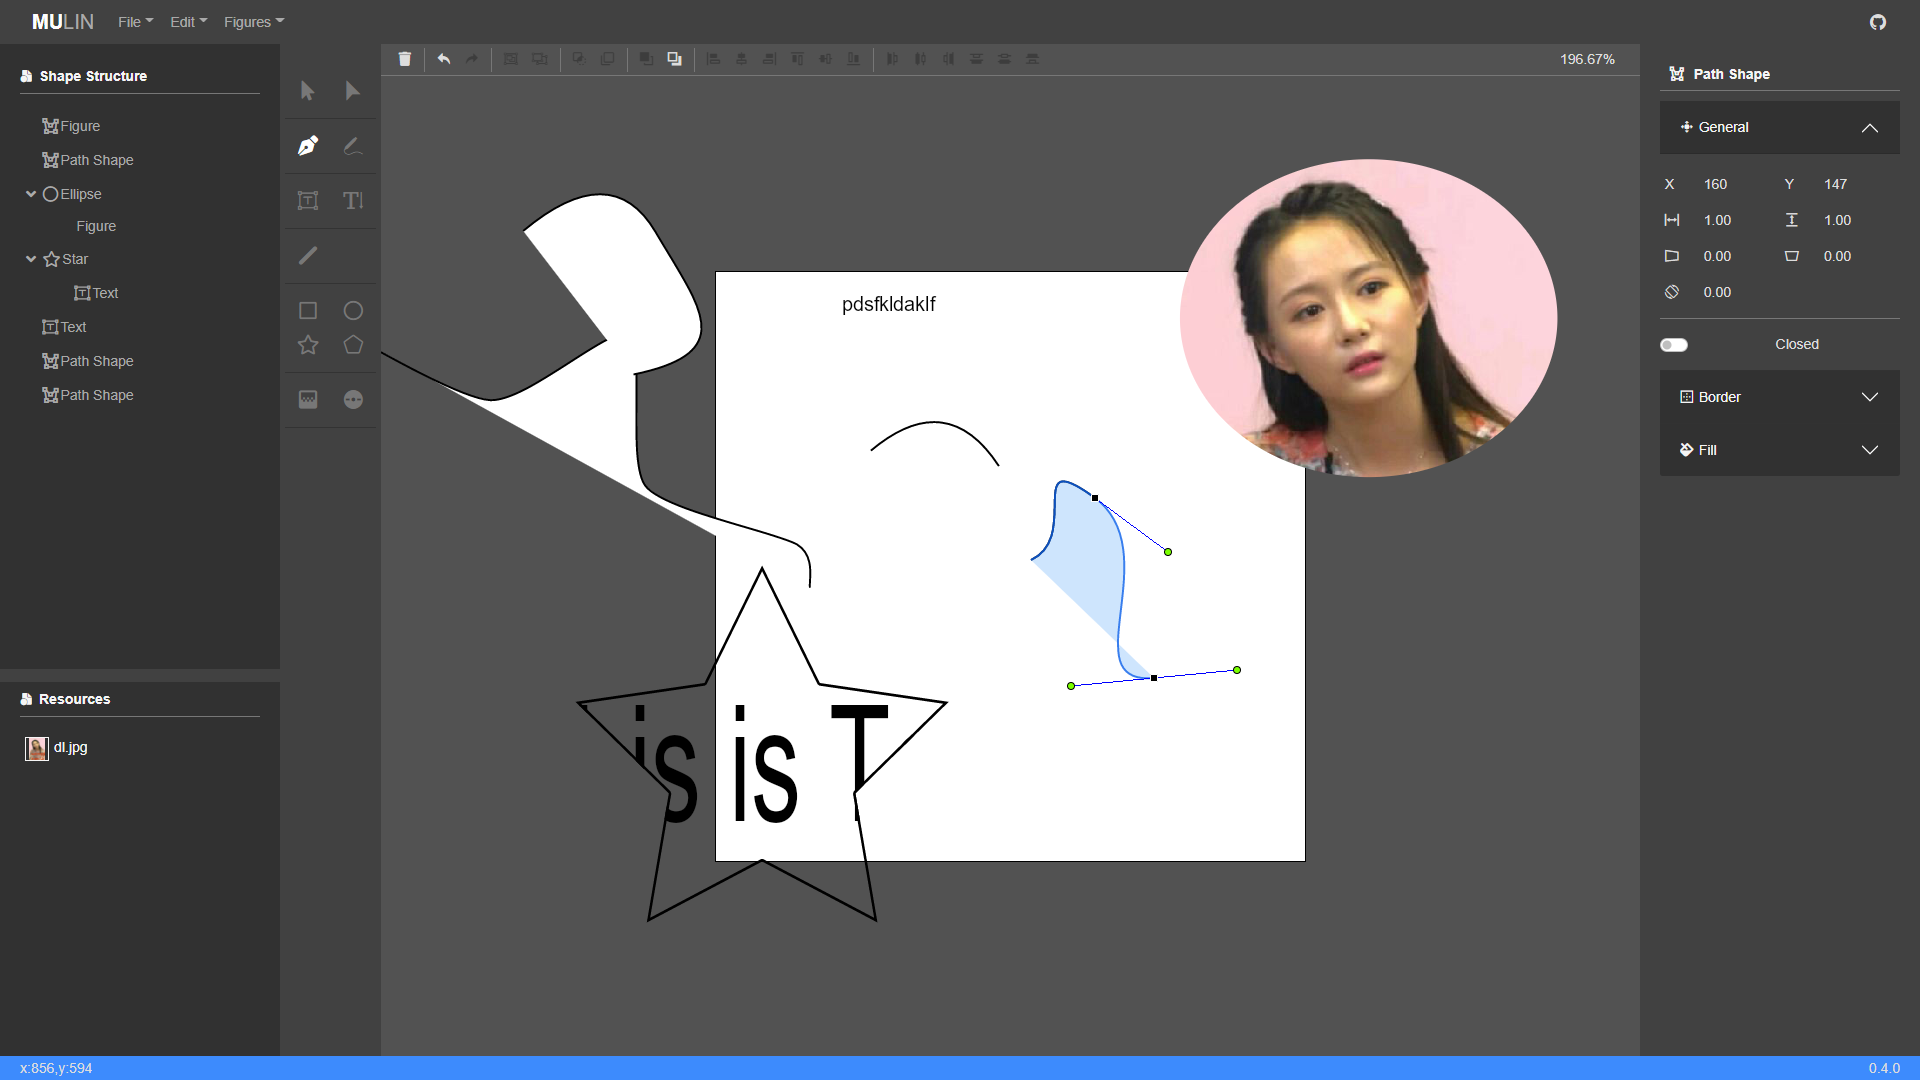 MULIN File Edit Figures
196.67%
Shape Structure
Figure
Path Shape
Ellipse
Figure
Star
Text
Text
Path Shape
Path Shape
Resources
dl.jpg
pdsfkldaklf
is is T
Path Shape
General
X 160 Y 147
1.00 1.00
0.00 0.00
0.00
Closed
Border
Fill
x:856,y:594
0.4.0